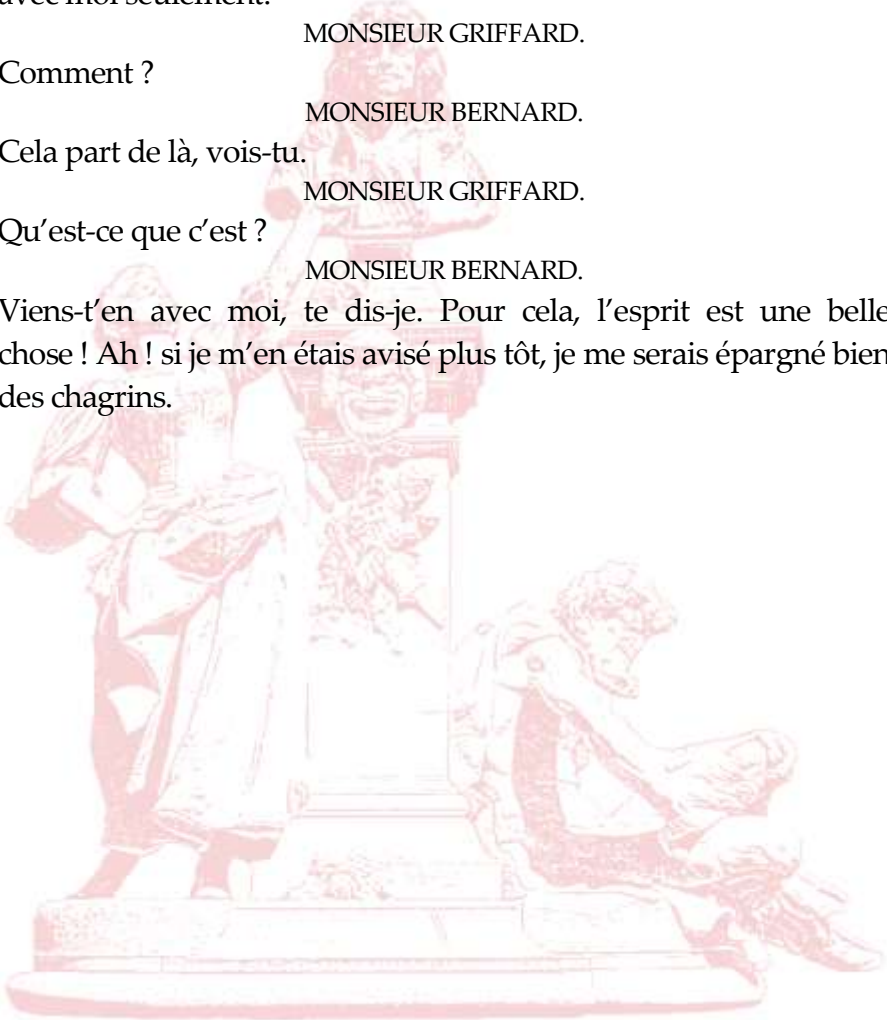 avec moi seulement.
MONSIEUR GRIFFARD.
Comment ?
MONSIEUR BERNARD.
Cela part de là, vois-tu.
MONSIEUR GRIFFARD.
Qu’est-ce que c’est ?
MONSIEUR BERNARD.
Viens-t’en avec moi, te dis-je. Pour cela, l’esprit est une belle
chose ! Ah ! si je m’en étais avisé plus tôt, je me serais épargné bien
des chagrins.